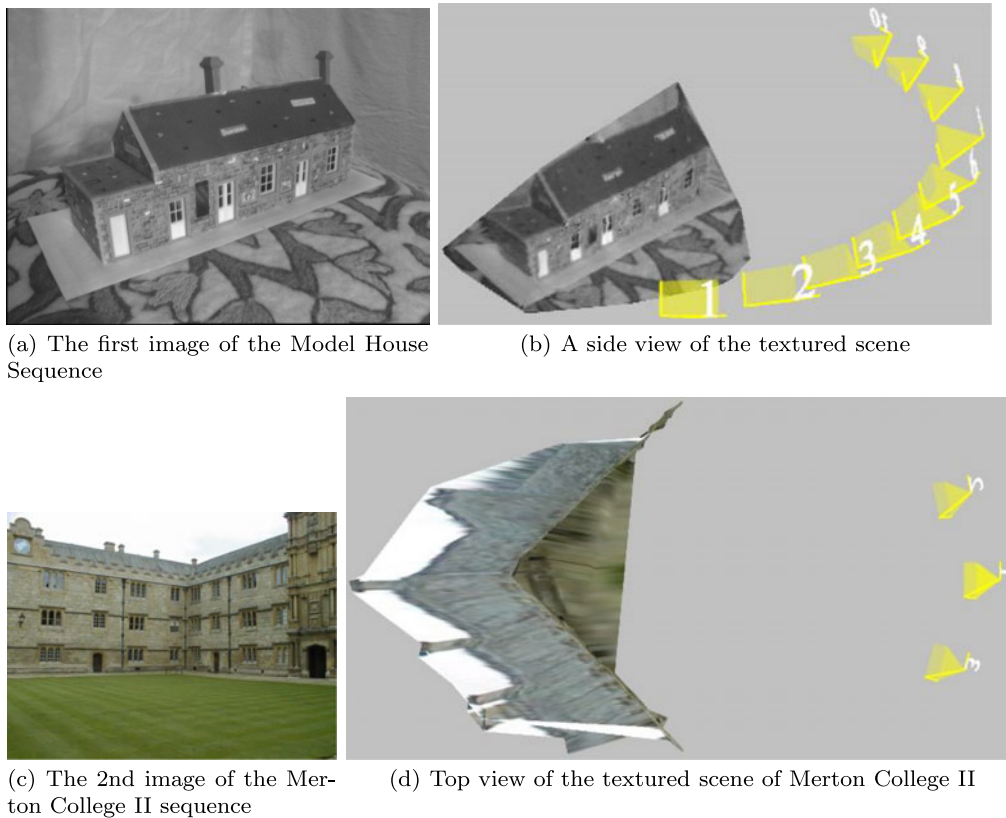 1
2
3
4
5
(a) The first image of the Model House
Sequence
(b) A side view of the textured scene
(c) The 2nd image of the Mer-
ton College II sequence
(d) Top view of the textured scene of Merton College II